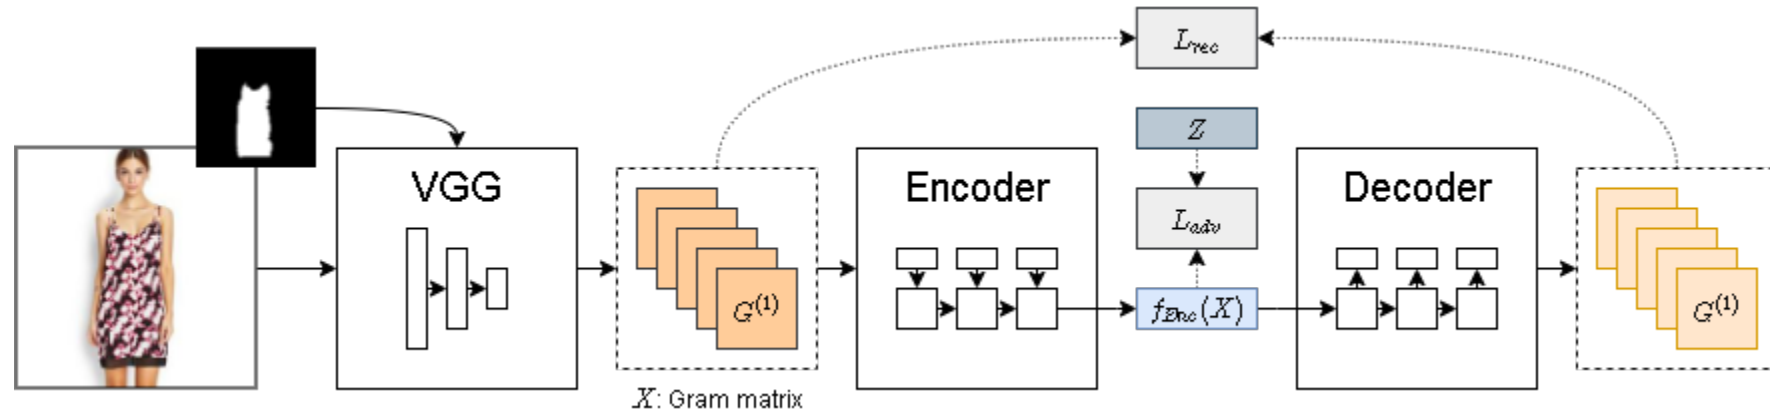 L_rec
Z
VGG
Encoder
Decoder
L_adv
G^(1)
f_Enc(X)
G^(1)
X: Gram matrix